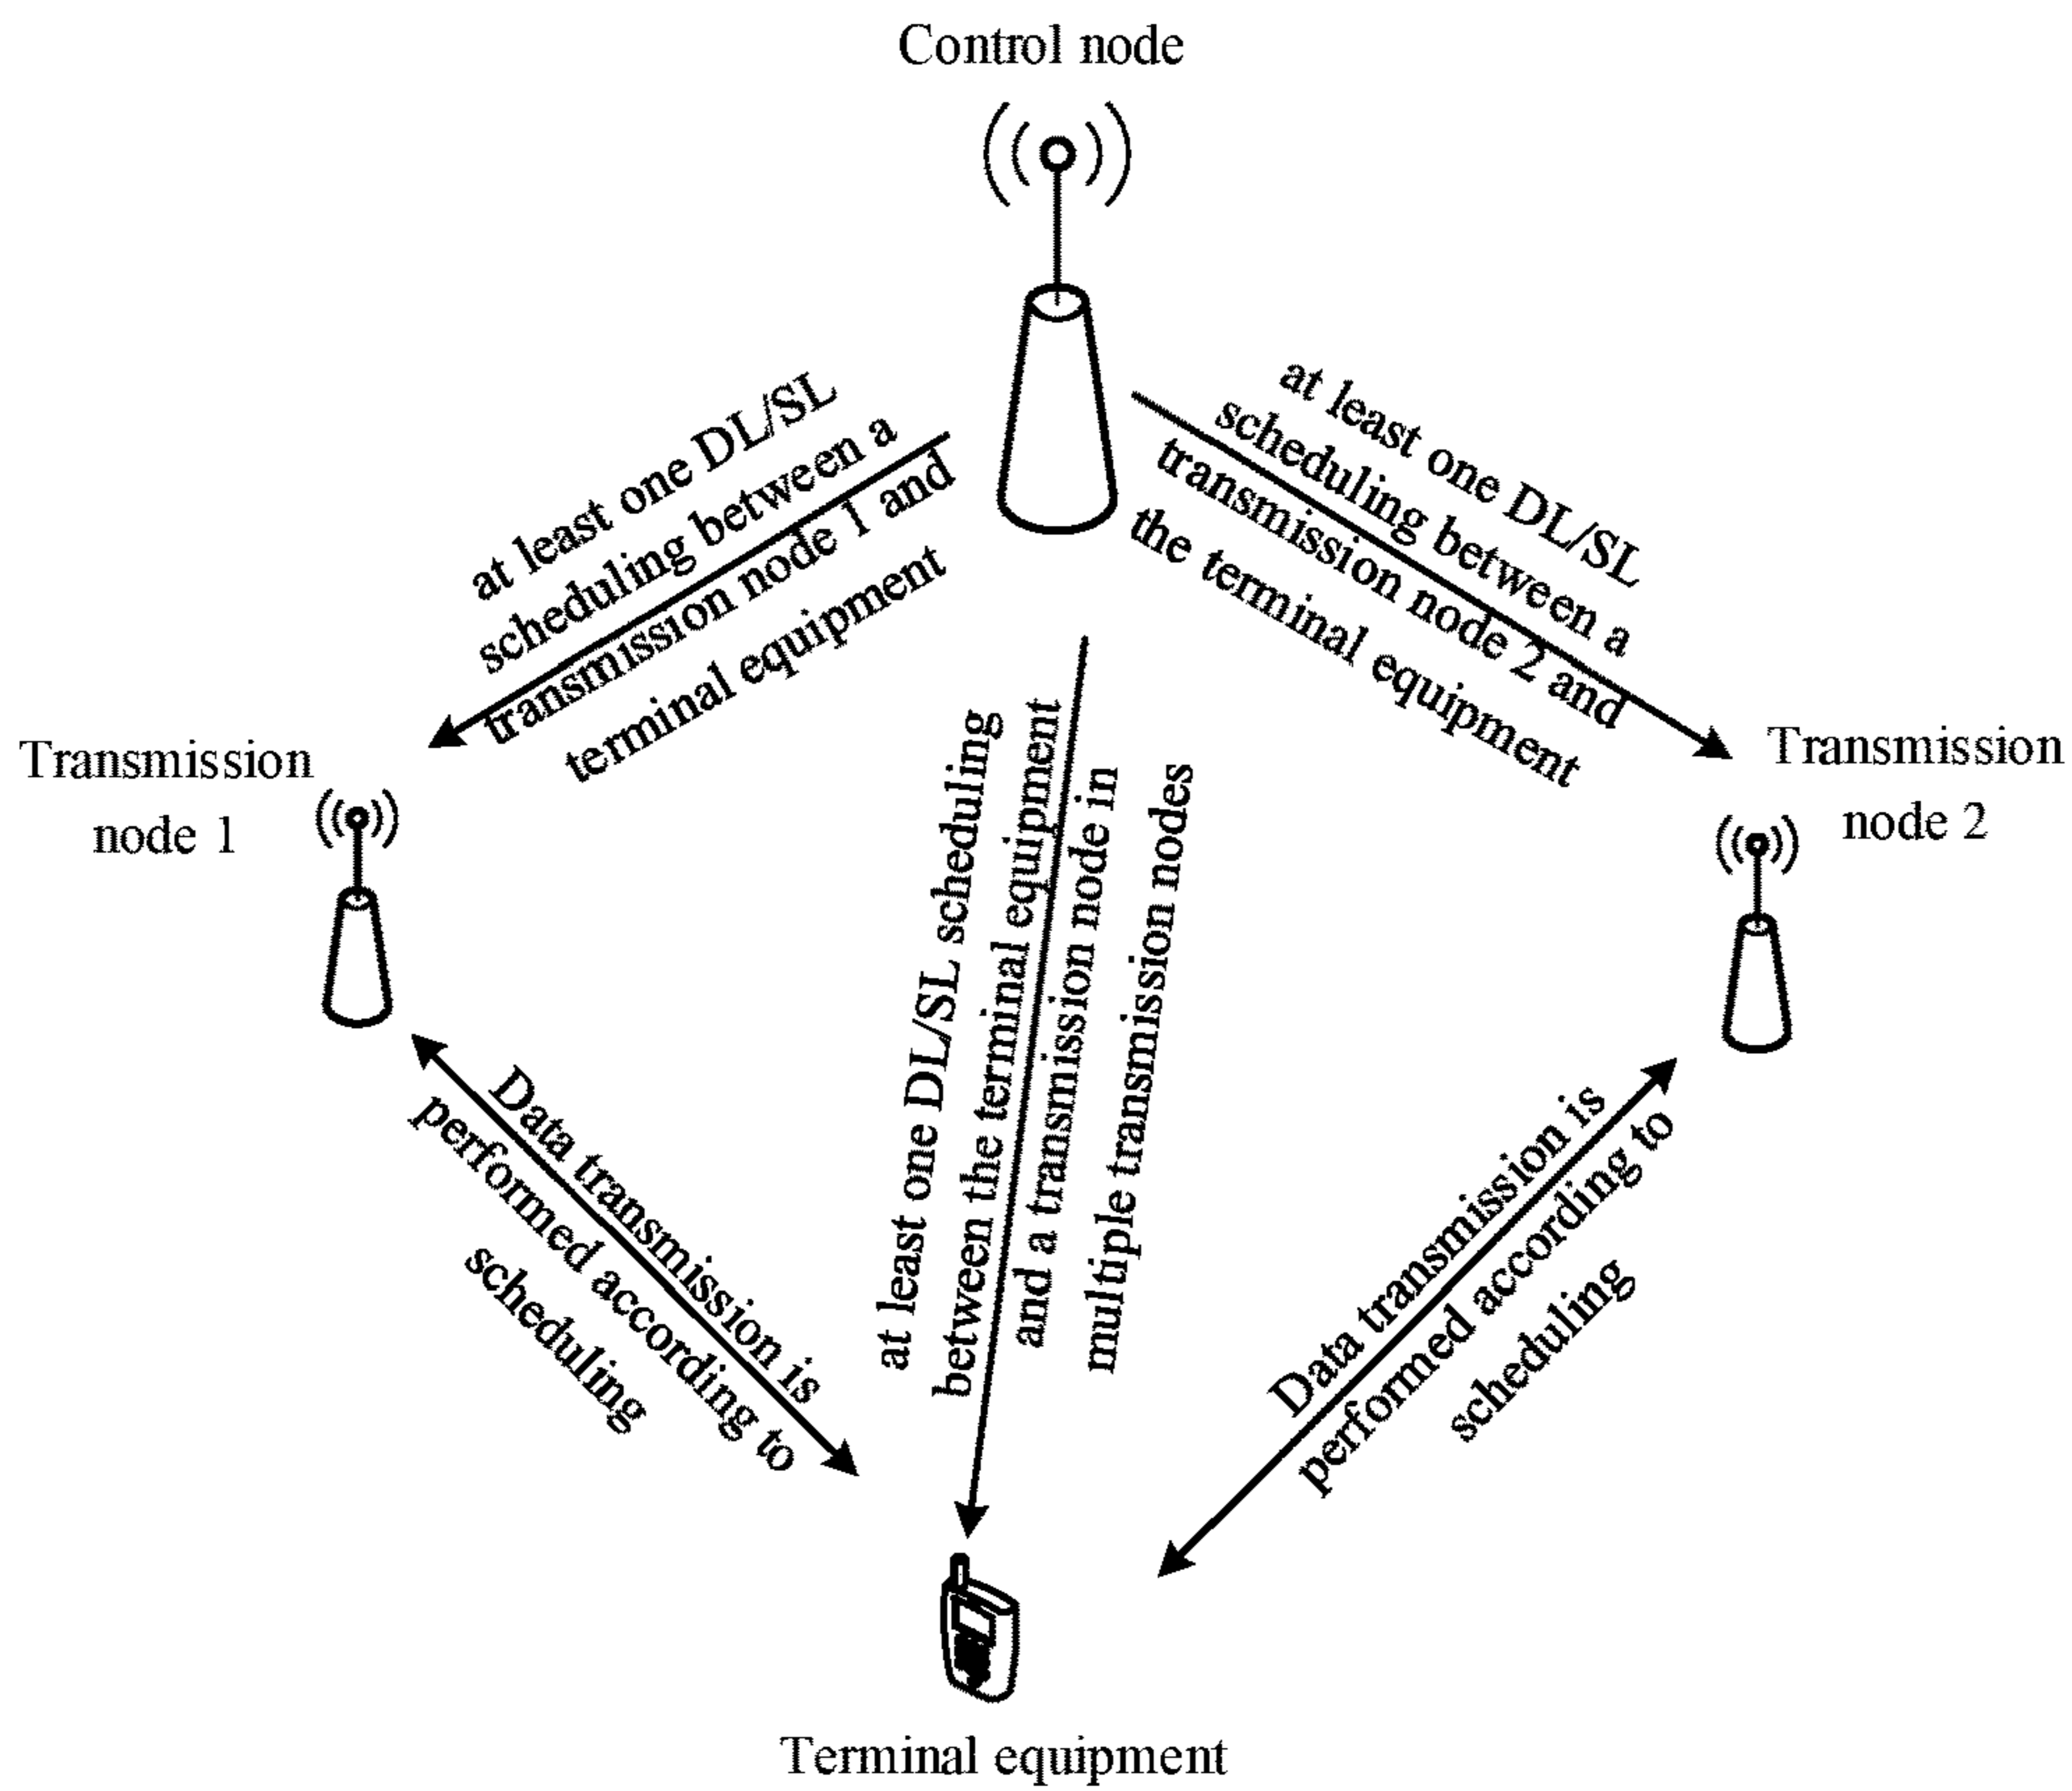 Control node
at least one DL/SL
scheduling between a
transmission node 1 and
terminal equipment
at least one DL/SL
scheduling between a
transmission node 2 and
the terminal equipment
Transmission
node 1
Transmission
node 2
at least one DL/SL scheduling
between the terminal equipment
and a transmission node in
multiple transmission nodes
Data transmission is
performed according to
scheduling
Data transmission is
performed according to
scheduling
Terminal equipment